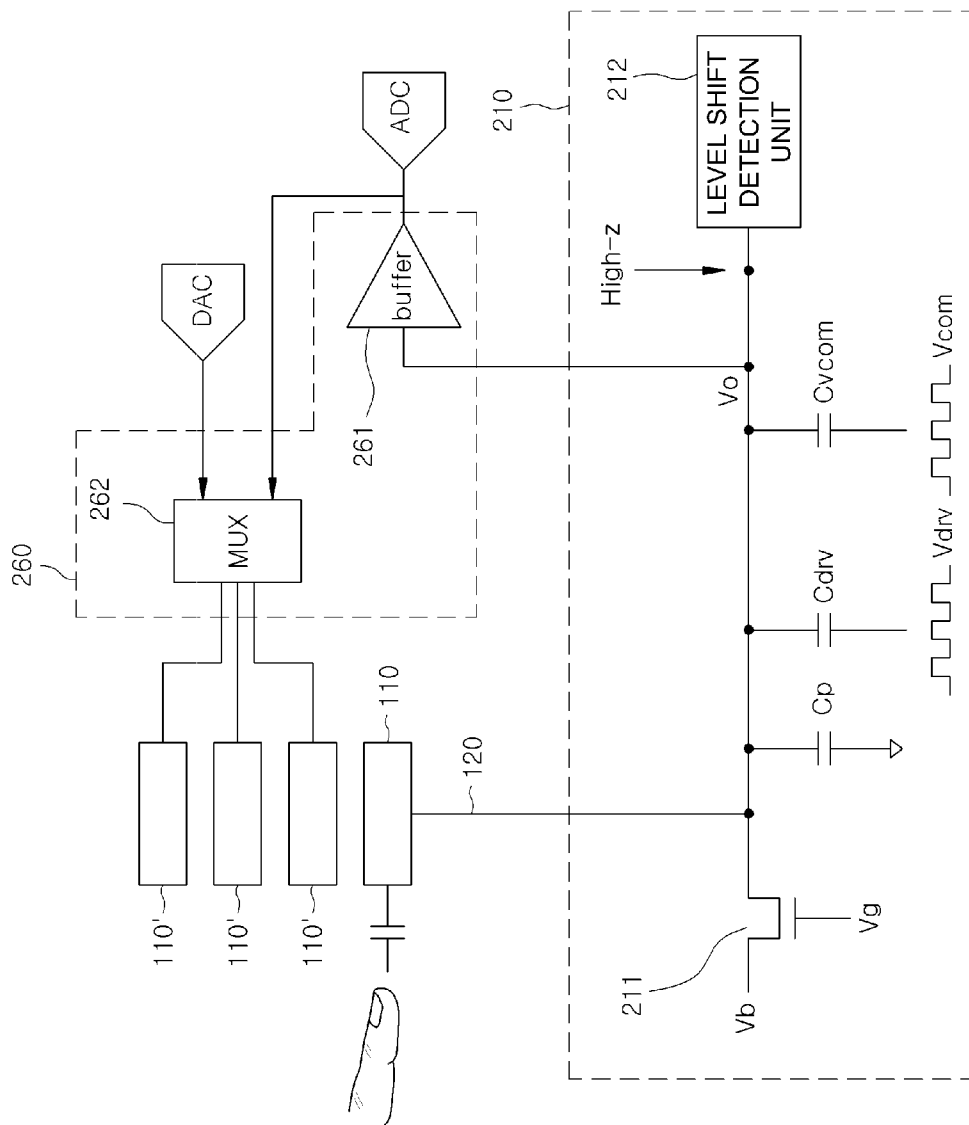 260
262
DAC
110'
MUX
110'
110'
261
110
buffer
ADC
120
210
High-z
212
211
LEVEL SHIFT
DETECTION
UNIT
Vo
Vb
Cp
Cdrv
Cvcom
Vg
Vdrv
Vcom